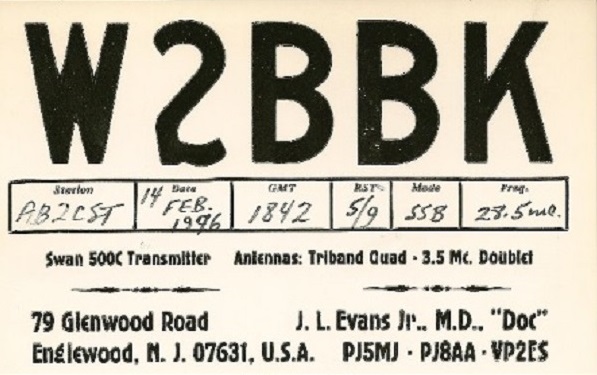 W2BBK
Station Date GMT RST Mode Freq.
AB2CST 14 FEB. 1996 1842 5/9 SSB 28.5mc.
Swan 500C Transmitter Antennas: Triband Quad - 3.5 Mc. Doublet
79 Glenwood Road J. L. Evans Jr., M.D., "Doc"
Englewood, N. J. 07631, U.S.A. PJ5MJ - PJ8AA - VP2ES